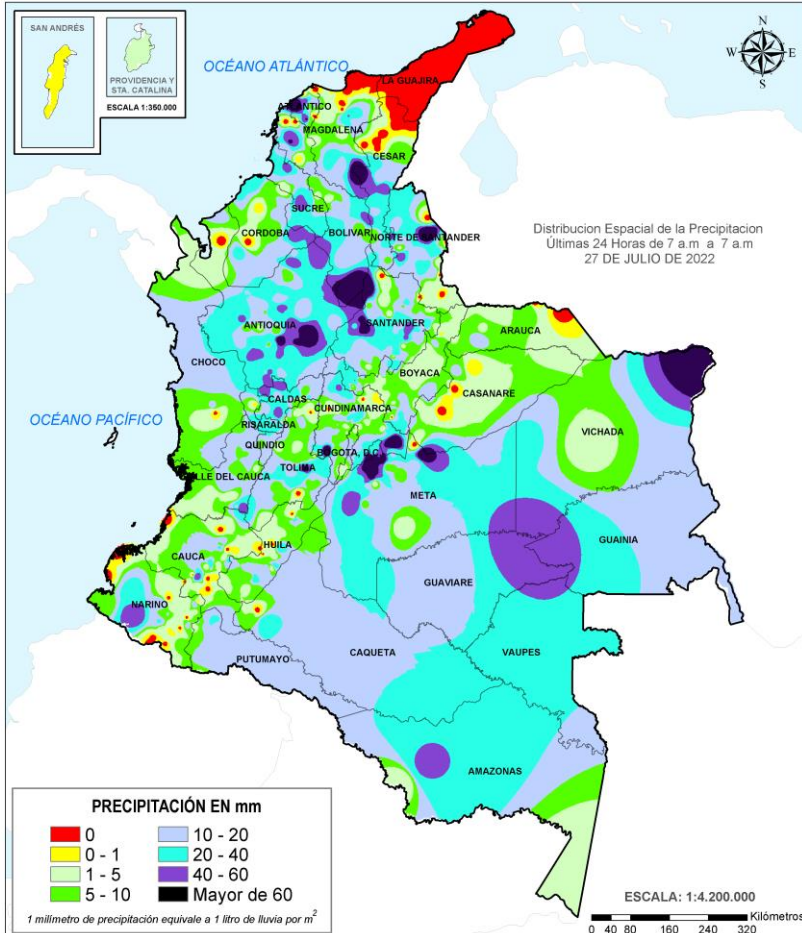 SAN ANDRÉS
PROVIDENCIA Y
STA. CATALINA
ESCALA 1:350.000
OCÉANO ATLÁNTICO
N
W
E
S
LA GUAJIRA
ATLANTICO
MAGDALENA
CESAR
SUCRE
CORDOBA
BOLIVAR
NORTE DE SANTANDER
Distribucion Espacial de la Precipitacion
Últimas 24 Horas de 7 a.m a 7 a.m
27 DE JULIO DE 2022
ANTIOQUIA
SANTANDER
ARAUCA
CHOCO
BOYACA
CASANARE
OCÉANO PACÍFICO
CALDAS
CUNDINAMARCA
RISARALDA
VICHADA
QUINDIO
BOGOTA, D.C.
TOLIMA
VALLE DEL CAUCA
META
GUAINIA
HUILA
CAUCA
GUAVIARE
NARIÑO
CAQUETA
VAUPES
PUTUMAYO
AMAZONAS
PRECIPITACIÓN EN mm
0
0 - 1
1 - 5
5 - 10
10 - 20
20 - 40
40 - 60
Mayor de 60
1 milímetro de precipitación equivale a 1 litro de lluvia por m²
ESCALA: 1:4.200.000
Kilómetros
0 40 80 160 240 320